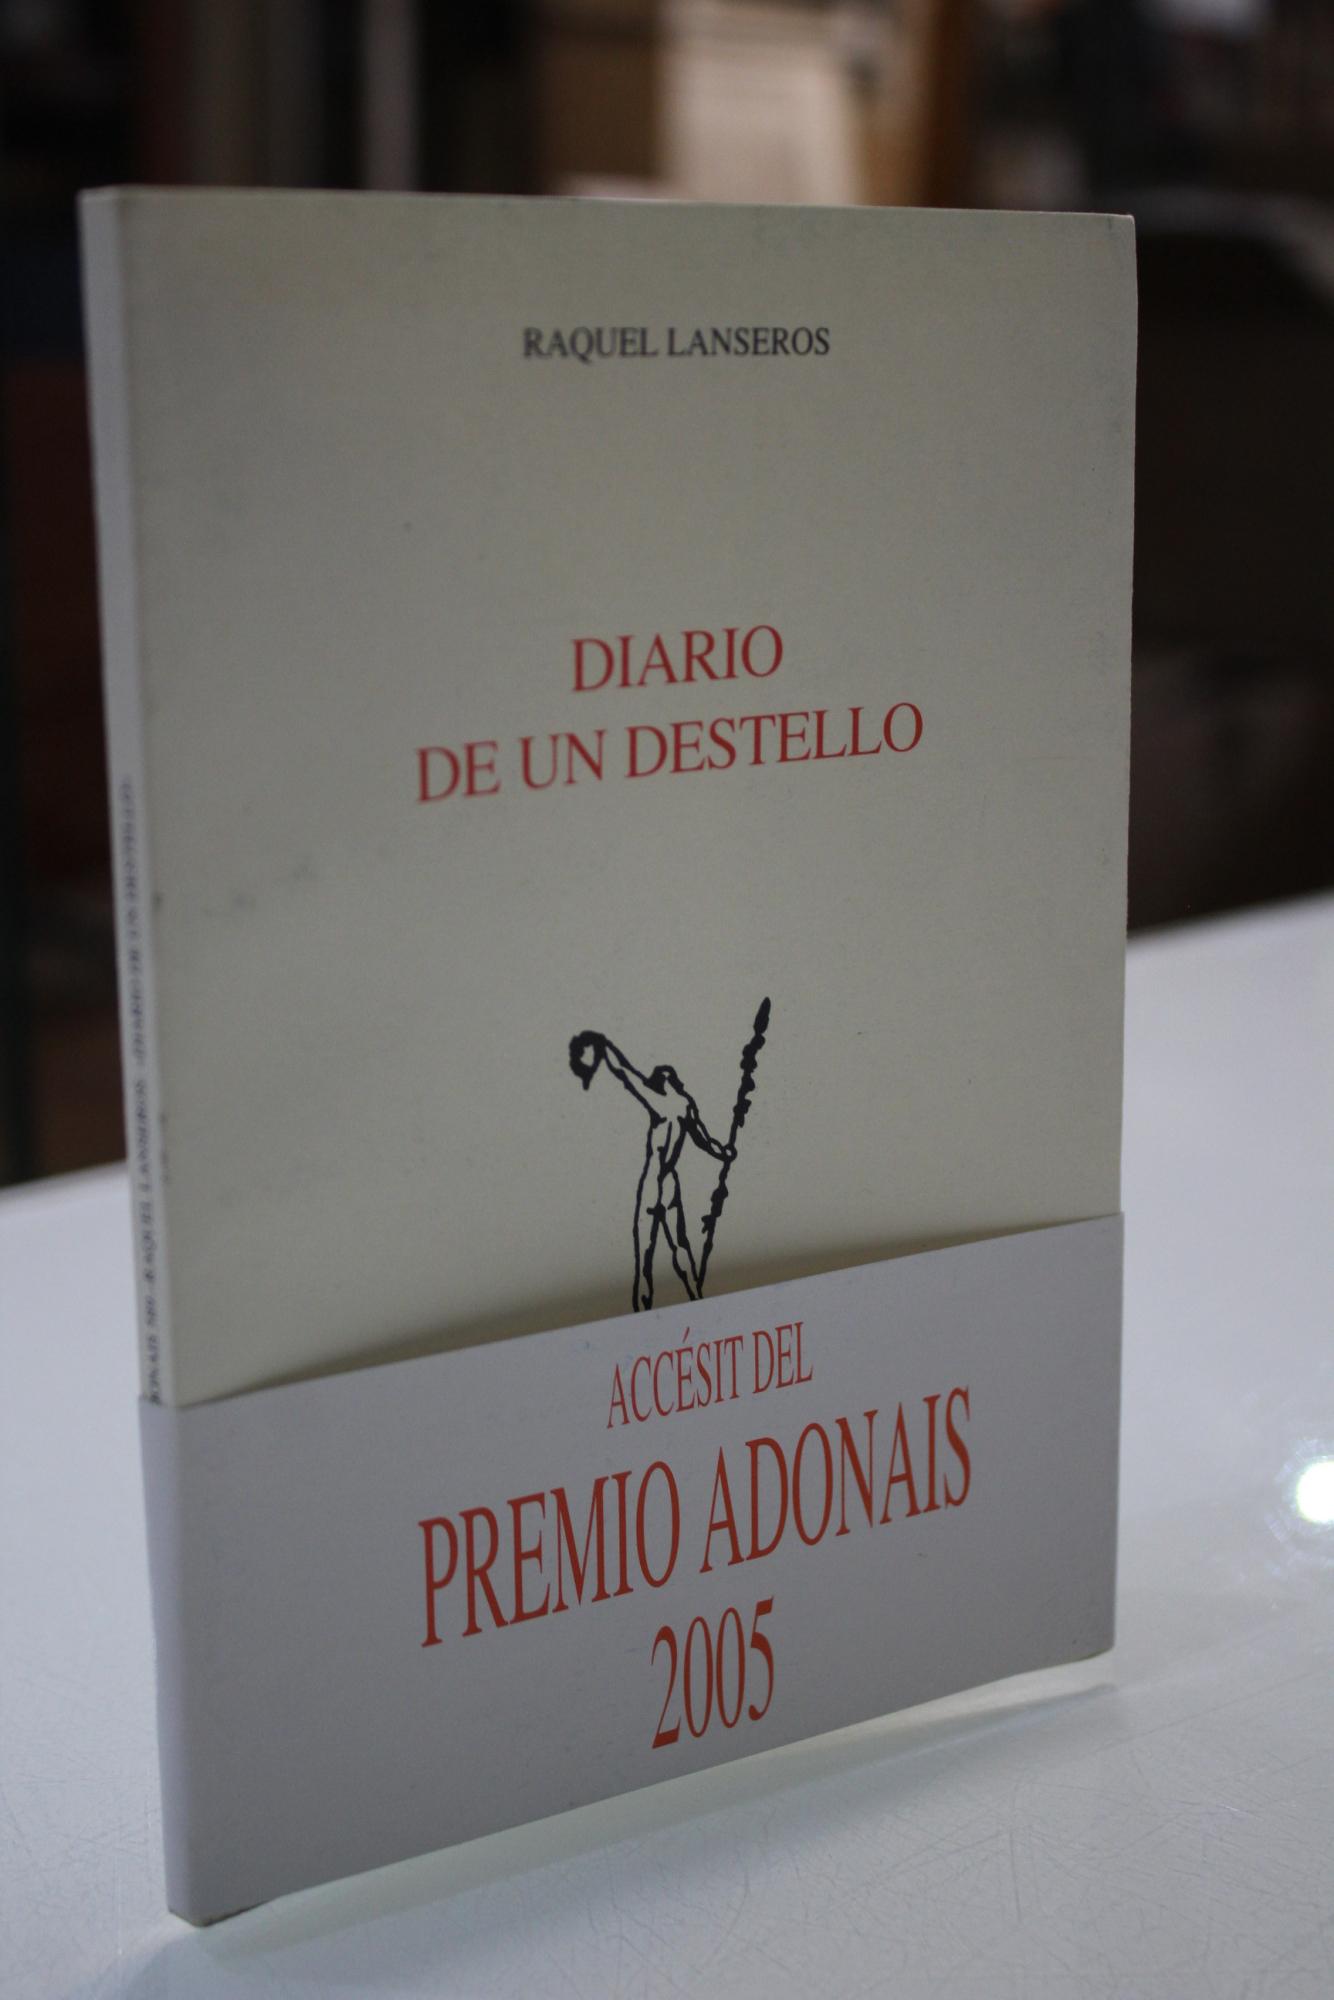 RAQUEL LANSEROS
DIARIO
DE UN DESTELLO
ACCÉSIT DEL
PREMIO ADONAIS
2005